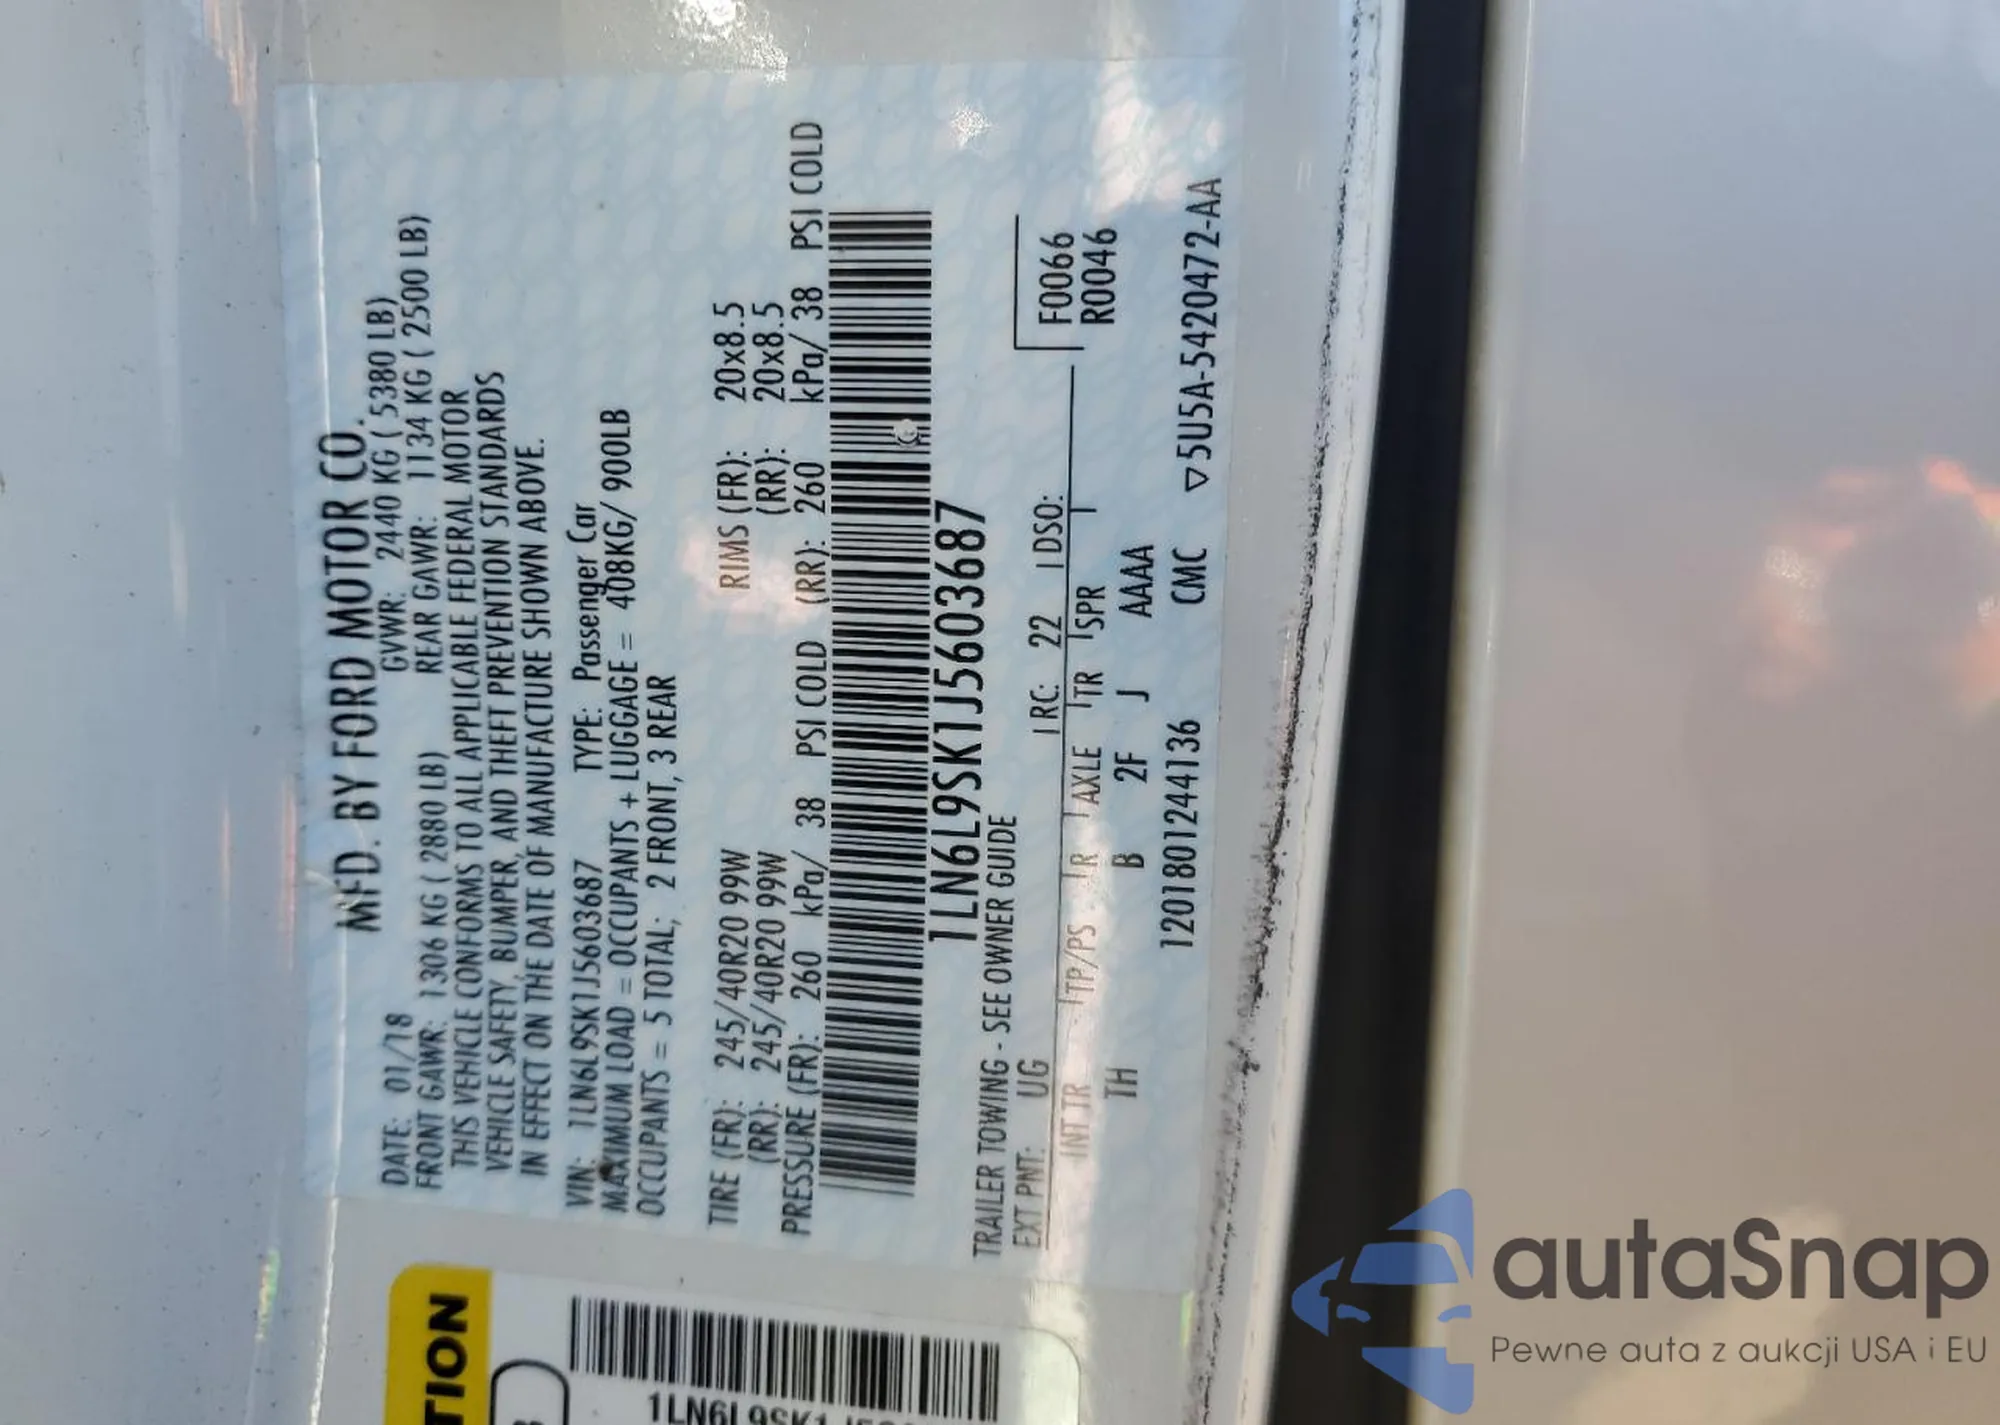 MFD. BY FORD MOTOR CO.
DATE: 01/18 GVWR: 2440 KG ( 5380 LB)
FRONT GAWR: 1306 KG ( 2880 LB) REAR GAWR: 1134 KG ( 2500 LB)
THIS VEHICLE CONFORMS TO ALL APPLICABLE FEDERAL MOTOR
VEHICLE SAFETY, BUMPER, AND THEFT PREVENTION STANDARDS
IN EFFECT ON THE DATE OF MANUFACTURE SHOWN ABOVE.
VIN: 1LN6L9SK1J5603687 TYPE: Passenger Car
MAXIMUM LOAD = OCCUPANTS + LUGGAGE = 408KG/ 900LB
OCCUPANTS = 5 TOTAL; 2 FRONT, 3 REAR
TIRE (FR): 245/40R20 99W RIMS (FR): 20x8.5
(RR): 245/40R20 99W (RR): 20x8.5
PRESSURE (FR): 260 kPa/ 38 PSI COLD (RR): 260 kPa/ 38 PSI COLD
1LN6L9SK1J5603687
TRAILER TOWING - SEE OWNER GUIDE
EXT PNT: UG RC: 22 DSO: F0066
INT TR TP/PS R AXLE TR SPR R0046
TH B 2F J AAAA
1201801244136 CMC ▽5U5A-5420472-AA
TION
autaSnap
Pewne auta z aukcji USA i EU